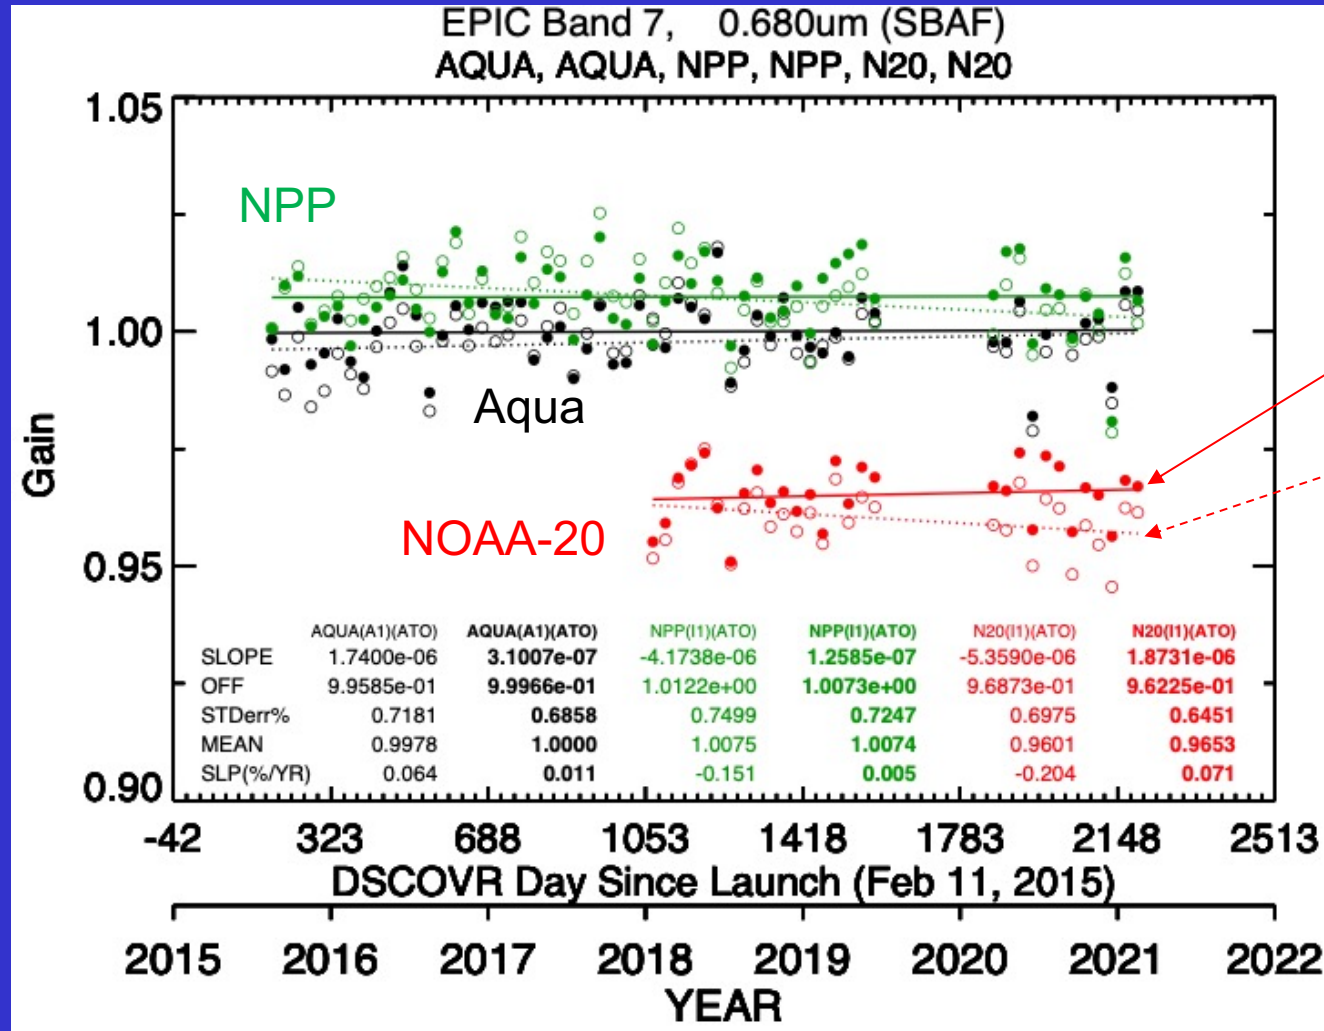 EPIC Band 7, 0.680um (SBAF)
AQUA, AQUA, NPP, NPP, N20, N20
1.05
1.00
0.95
0.90
Gain
NPP
Aqua
NOAA-20
AQUA(A1)(ATO) AQUA(A1)(ATO) NPP(I1)(ATO) NPP(I1)(ATO) N20(I1)(ATO) N20(I1)(ATO)
SLOPE 1.7400e-06 3.1007e-07 -4.1738e-06 1.2585e-07 -5.3590e-06 1.8731e-06
OFF 9.9585e-01 9.9966e-01 1.0122e+00 1.0073e+00 9.6873e-01 9.6225e-01
STDerr% 0.7181 0.6858 0.7499 0.7247 0.6975 0.6451
MEAN 0.9978 1.0000 1.0075 1.0074 0.9601 0.9653
SLP(%/YR) 0.064 0.011 -0.151 0.005 -0.204 0.071
-42 323 688 1053 1418 1783 2148 2513
DSCOVR Day Since Launch (Feb 11, 2015)
2015 2016 2017 2018 2019 2020 2021 2022
YEAR